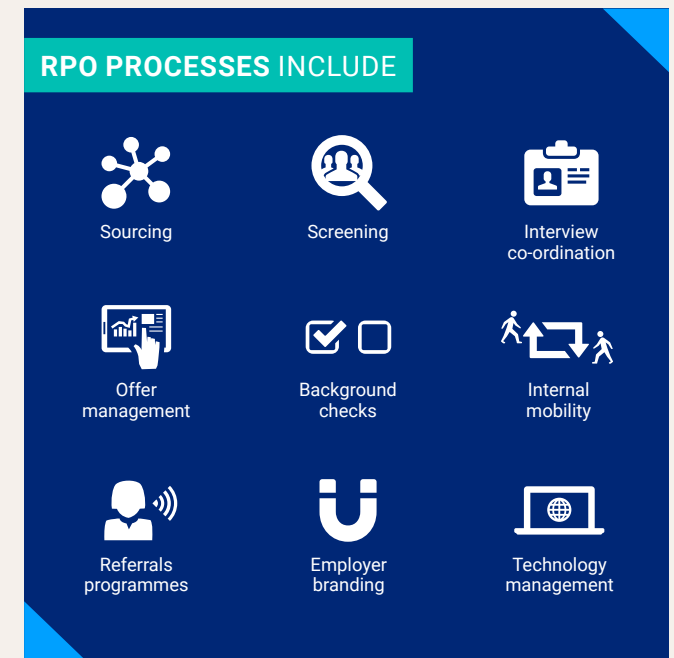 RPO PROCESSES INCLUDE
Sourcing
Screening
Interview
co-ordination
Offer
management
Background
checks
Internal
mobility
Referrals
programmes
Employer
branding
Technology
management